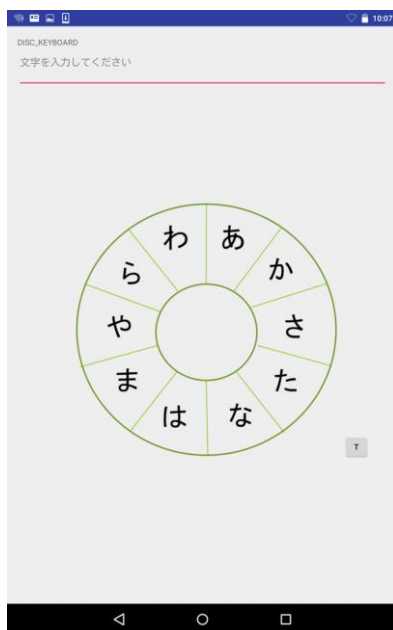 10:07
DISC_KEYBOARD
文字を入力してください
わ あ
ら か
や さ
ま た
は な
T